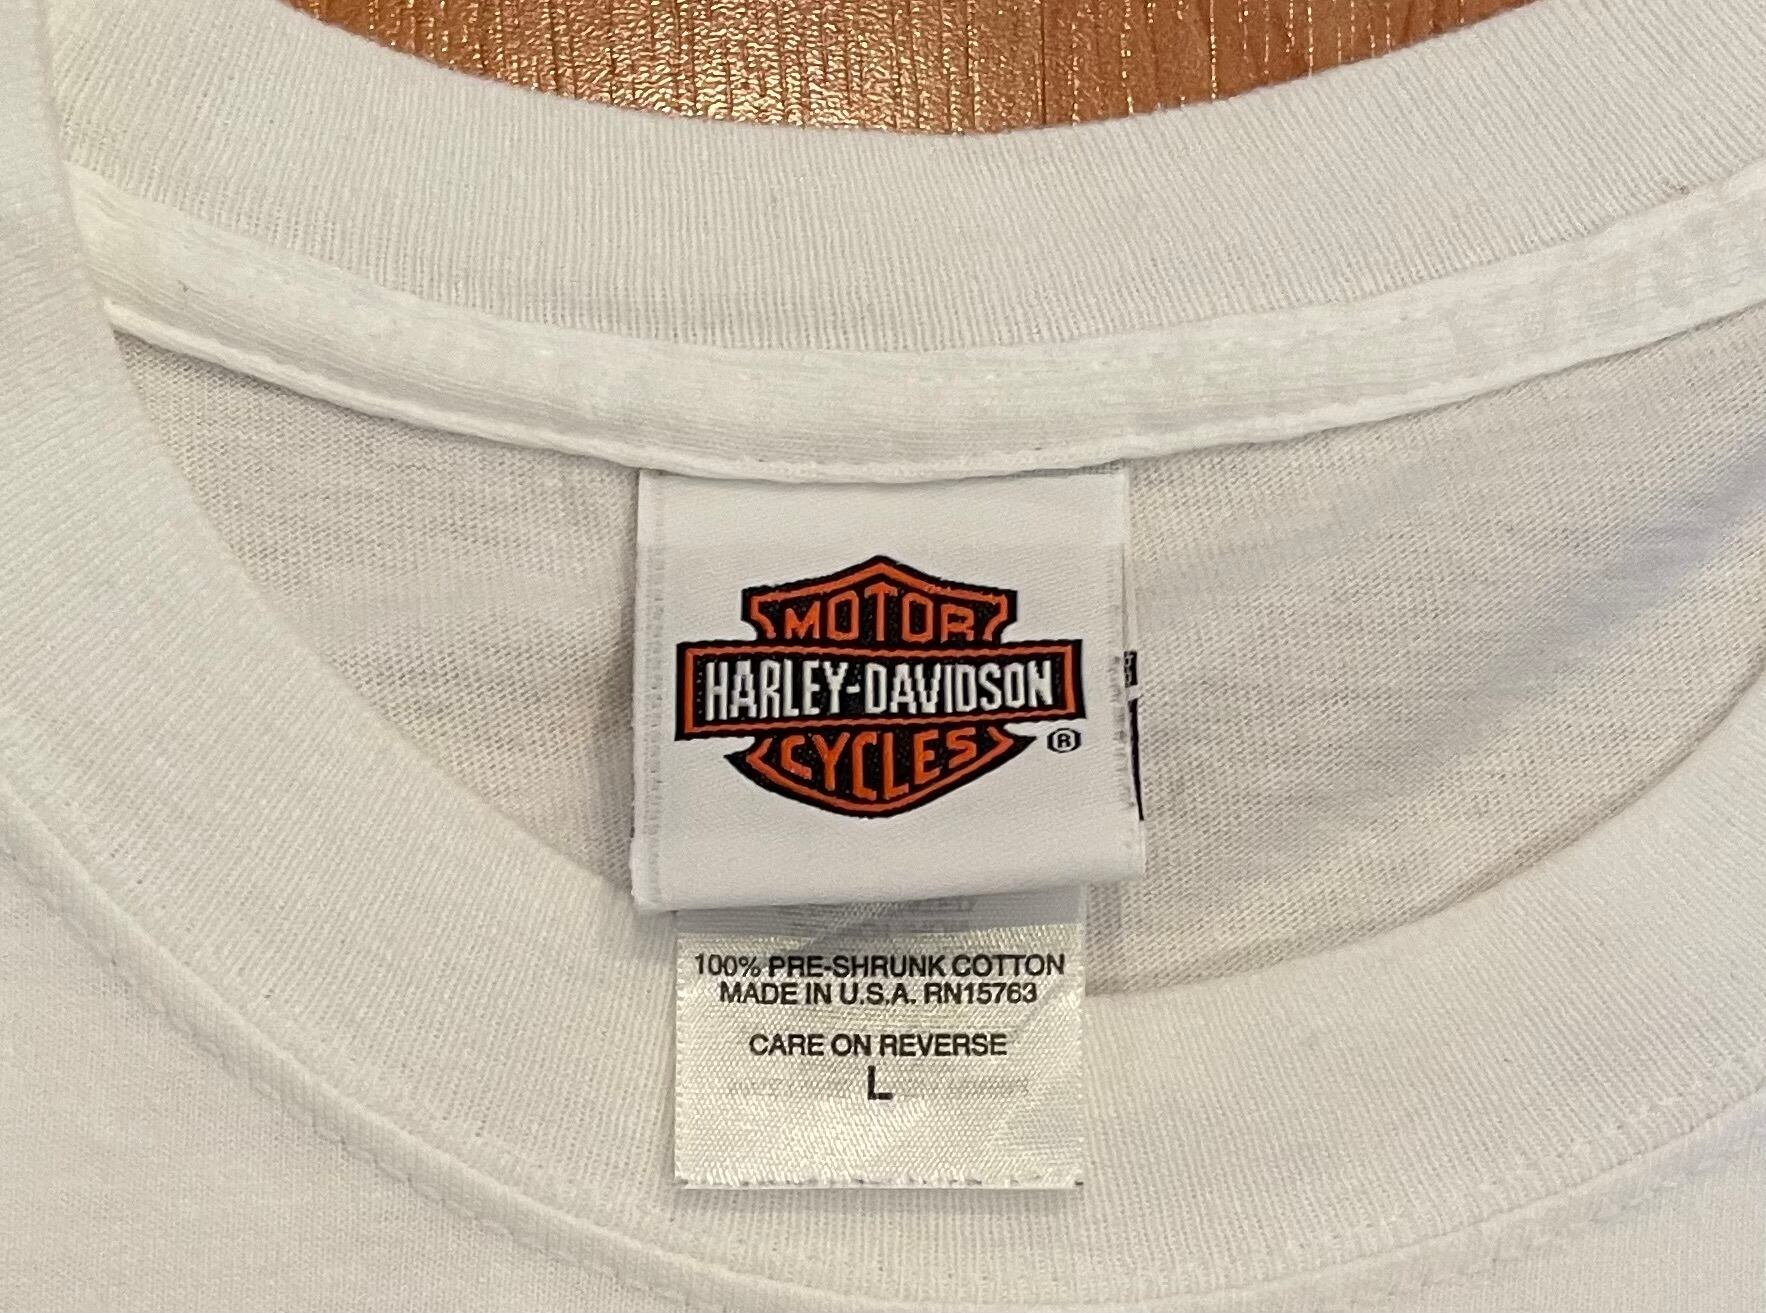 MOTOR
HARLEY-DAVIDSON
CYCLES ®
100% PRE-SHRUNK COTTON
MADE IN U.S.A. RN15763
CARE ON REVERSE
L